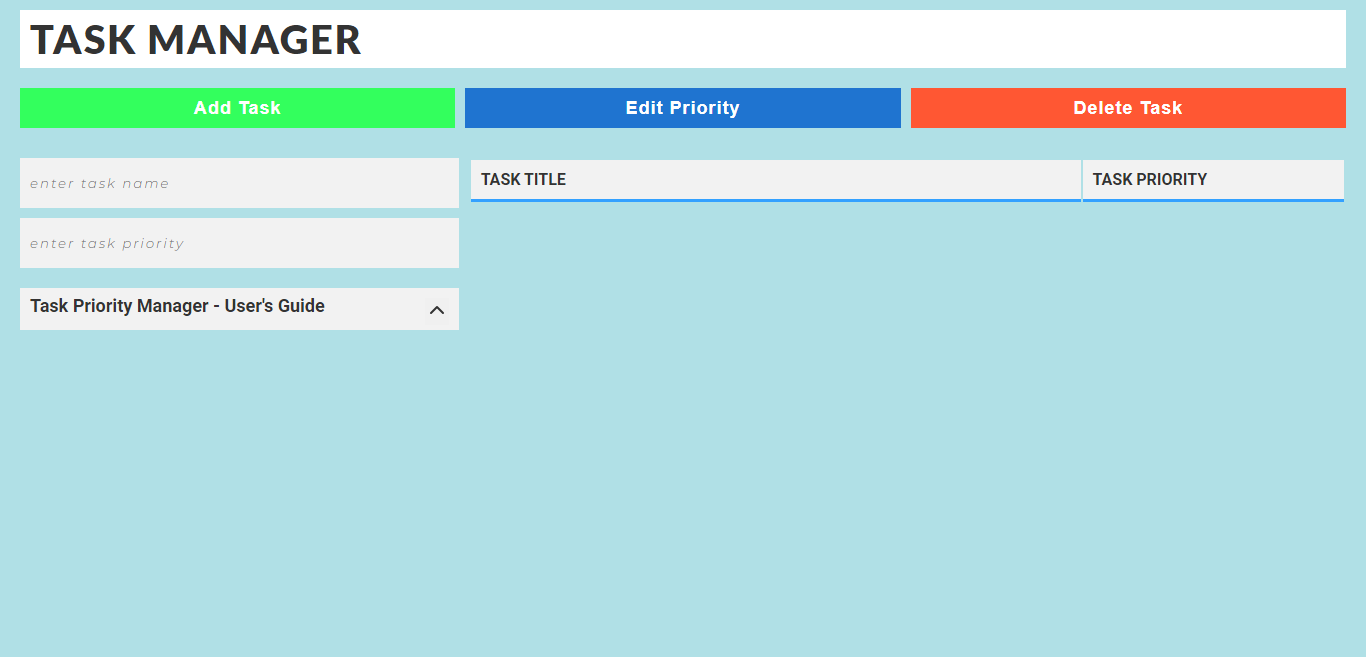 TASK MANAGER
Add Task
Edit Priority
Delete Task
enter task name
TASK TITLE
TASK PRIORITY
enter task priority
Task Priority Manager - User's Guide